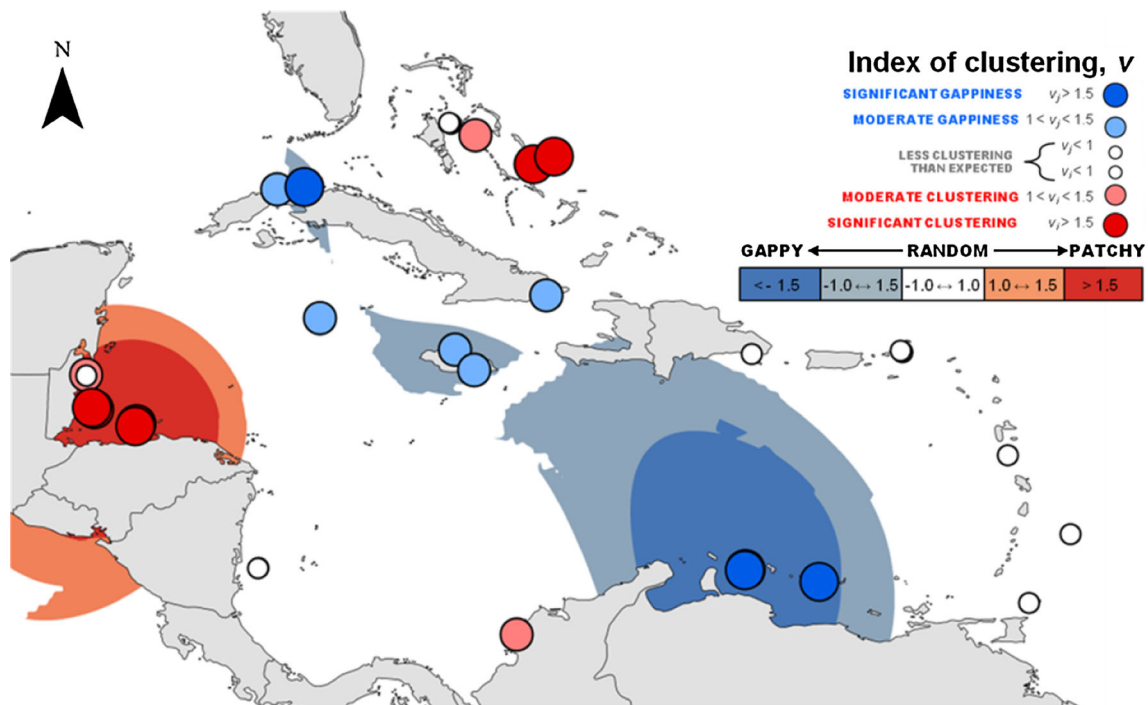 N
Index of clustering, v
SIGNIFICANT GAPPINESS vj > 1.5
MODERATE GAPPINESS 1 < vj < 1.5
LESS CLUSTERING
THAN EXPECTED
vj < 1
vi < 1
MODERATE CLUSTERING 1 < vi < 1.5
SIGNIFICANT CLUSTERING vi > 1.5
GAPPY RANDOM PATCHY
< - 1.5 -1.0 ↔ 1.5 -1.0 ↔ 1.0 1.0 ↔ 1.5 > 1.5